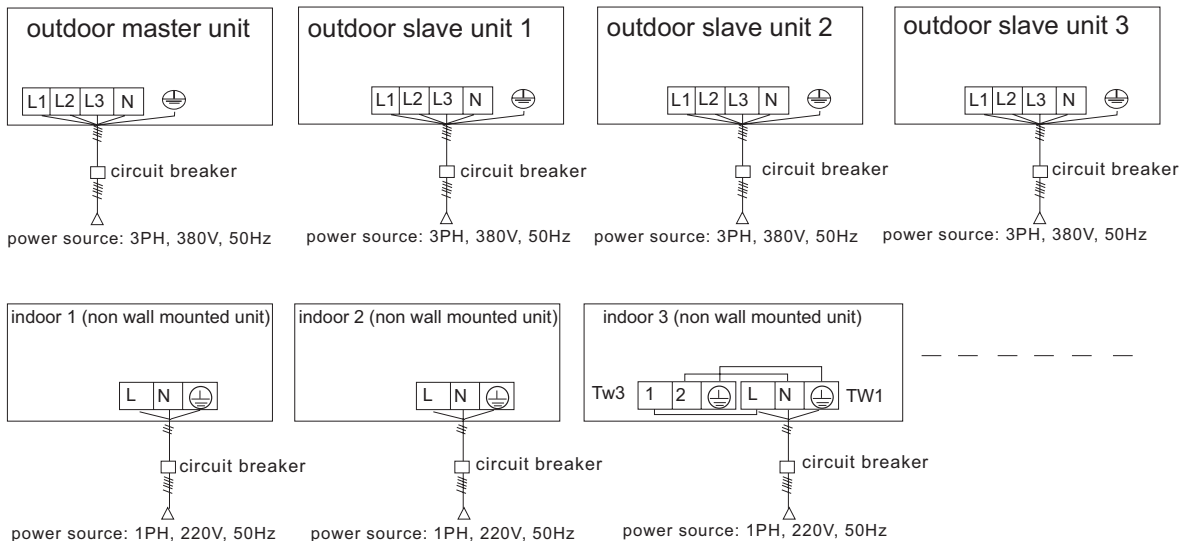 outdoor master unit
L1 L2 L3 N
circuit breaker
power source: 3PH, 380V, 50Hz
outdoor slave unit 1
L1 L2 L3 N
circuit breaker
power source: 3PH, 380V, 50Hz
outdoor slave unit 2
L1 L2 L3 N
circuit breaker
power source: 3PH, 380V, 50Hz
outdoor slave unit 3
L1 L2 L3 N
circuit breaker
power source: 3PH, 380V, 50Hz
indoor 1 (non wall mounted unit)
L N
circuit breaker
power source: 1PH, 220V, 50Hz
indoor 2 (non wall mounted unit)
L N
circuit breaker
power source: 1PH, 220V, 50Hz
indoor 3 (non wall mounted unit)
Tw3 1 2 L N TW1
circuit breaker
power source: 1PH, 220V, 50Hz